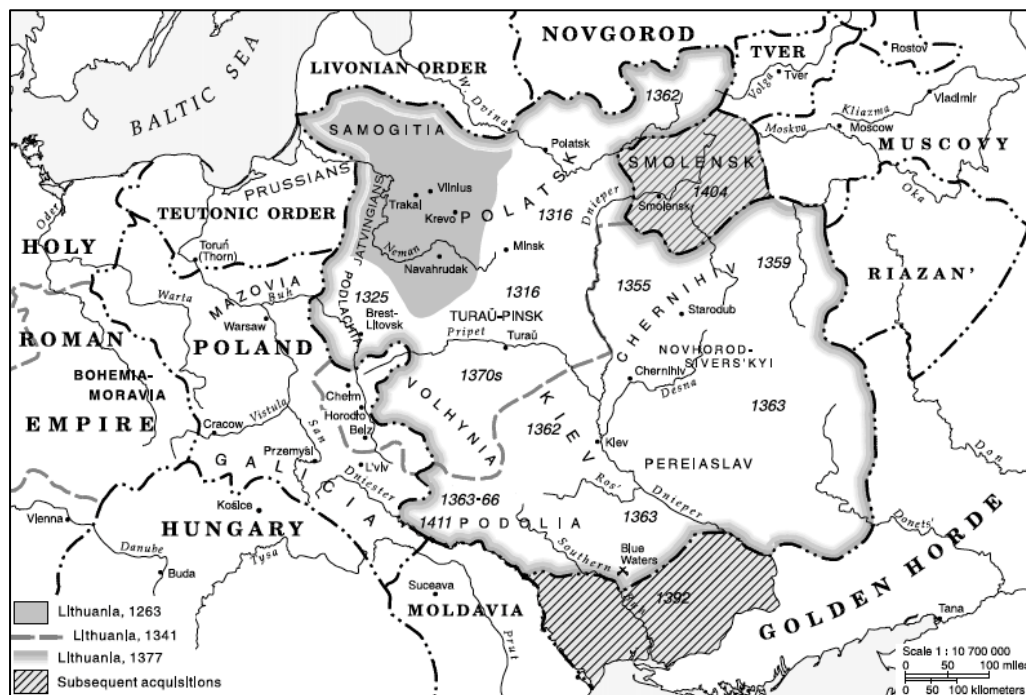 NOVGOROD
TVER
Rostov
BALTIC SEA
LIVONIAN ORDER
W. Dvina
1362
Volga
Tver
Kliazma
Vladimir
SAMOGITIA
Polatsk
Moskva
Moscow
MUSCOVY
SMOLENSK
1404
Smolensk
Oka
PRUSSIANS
TEUTONIC ORDER
Vilnius
Trakai
Krevo
POLATSK
1316
Dnieper
Oder
HOLY
Toruń
(Thorn)
JATVINGIANS
Neman
Navahrudak
Minsk
1359
RIAZAN'
MAZOVIA
Buh
PODLACHIA
1325
Brest-
Litovsk
1316
1355
CHERNIHIV
Starodub
Warta
Warsaw
TURAŬ-PINSK
Pripet
Turaŭ
ROMAN
POLAND
NOVHOROD-
SIVERS'KYI
BOHEMIA-
MORAVIA
1370s
Chernihiv
Desna
Chełm
Horodło
Belz
VOLHYNIA
KIEV
1362
1363
EMPIRE
Vistula
Cracow
San
Przemyśl
L'viv
Kiev
PEREIASLAV
Don
GALICIA
Dniester
Ros'
Dnieper
Košice
1363-66
1411
PODOLIA
1363
Donets'
Vienna
HUNGARY
Danube
Tysa
Buda
Southern Buh
Blue
Waters
Suceava
MOLDAVIA
Prut
1392
GOLDEN HORDE
Tana
Lithuania, 1263
Lithuania, 1341
Lithuania, 1377
Subsequent acquisitions
Scale 1 : 10 700 000
0 50 100 miles
0 50 100 kilometers